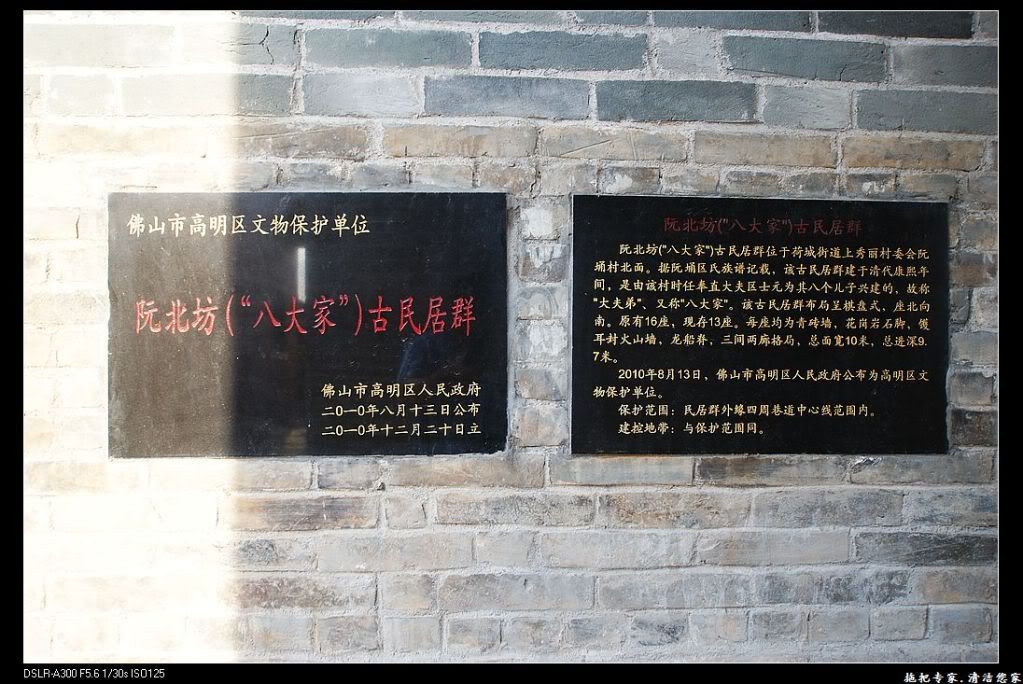 佛山市高明区文物保护单位
阮北坊(“八大家”)古民居群
佛山市高明区人民政府
二0一0年八月十三日公布
二0一0年十二月二十日立
阮北坊("八大家")古民居群
阮北坊("八大家")古民居群位于荷城街道上秀丽村委会阮
埇村北面。据阮埇区氏族谱记载，该古民居群建于清代康熙年
间，是由该村时任奉直大夫区士元为其八个儿子兴建的，故称
"大夫弟"、又称"八大家"。该古民居群布局呈棋盘式，座北向
南。原有16座，现存13座。每座均为青砖墙，花岗岩石脚，镬
耳封火山墙，龙船脊，三间两廊格局，总面宽10米，总进深9.
7米。
2010年8月13日，佛山市高明区人民政府公布为高明区文
物保护单位。
保护范围：民居群外缘四周巷道中心线范围内。
建控地带：与保护范围同。
DSLR-A300 F5.6 1/30s ISO125
拖把专家.清洁您家